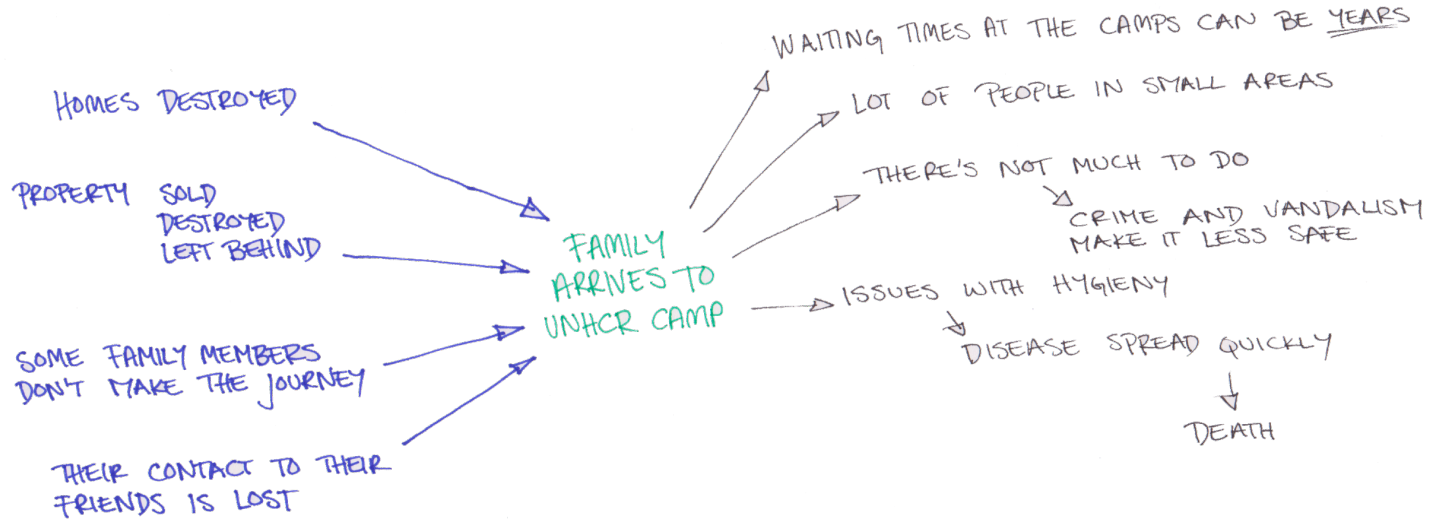 HOMES DESTROYED
PROPERTY SOLD
DESTROYED
LEFT BEHIND
SOME FAMILY MEMBERS
DON'T MAKE THE JOURNEY
THEIR CONTACT TO THEIR
FRIENDS IS LOST
FAMILY
ARRIVES TO
UNHCR CAMP
WAITING TIMES AT THE CAMPS CAN BE YEARS
LOT OF PEOPLE IN SMALL AREAS
THERE'S NOT MUCH TO DO
CRIME AND VANDALISM
MAKE IT LESS SAFE
ISSUES WITH HYGIENY
DISEASE SPREAD QUICKLY
DEATH